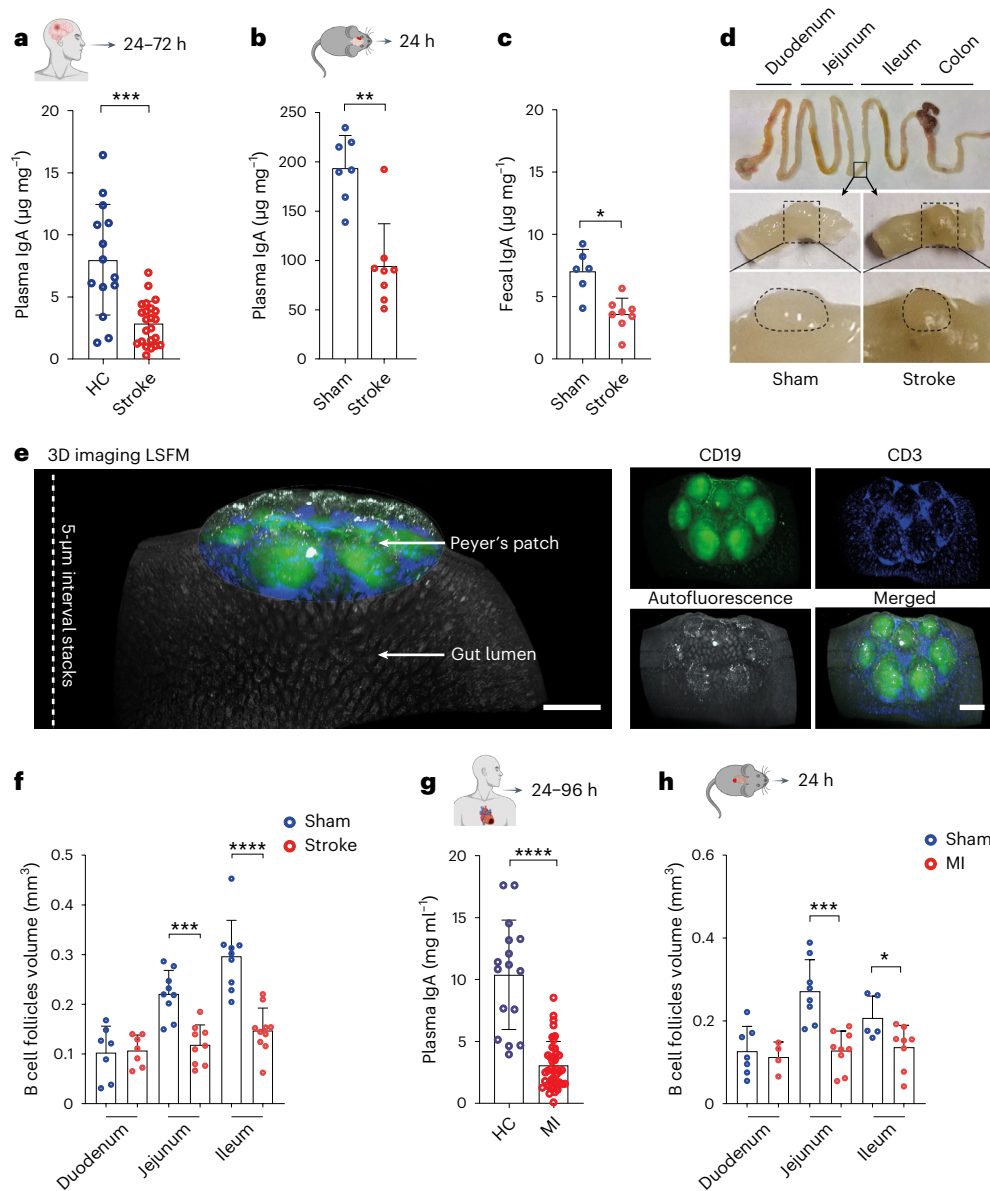 a
24–72 h
***
Plasma IgA (µg mg⁻¹)
20
15
10
5
0
HC
Stroke
b
24 h
**
Plasma IgA (µg mg⁻¹)
250
200
150
100
50
0
Sham
Stroke
c
*
Fecal IgA (µg mg⁻¹)
20
15
10
5
0
Sham
Stroke
d
Duodenum
Jejunum
Ileum
Colon
Sham
Stroke
e
3D imaging LSFM
5-µm interval stacks
Peyer’s patch
Gut lumen
CD19
CD3
Autofluorescence
Merged
f
Sham
Stroke
***
****
B cell follicles volume (mm³)
0.5
0.4
0.3
0.2
0.1
0
Duodenum
Jejunum
Ileum
g
24–96 h
****
Plasma IgA (mg ml⁻¹)
20
15
10
5
0
HC
MI
h
24 h
Sham
MI
***
*
B cell follicles volume (mm³)
0.6
0.4
0.2
0
Duodenum
Jejunum
Ileum